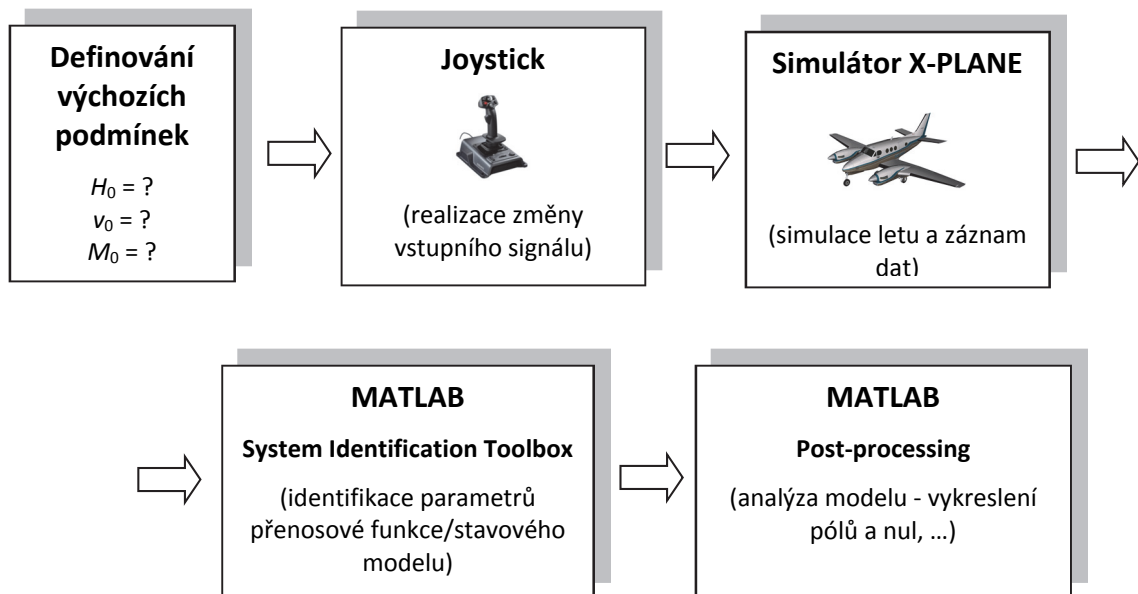 Definování
výchozích
podmínek
H₀ = ?
v₀ = ?
M₀ = ?
Joystick
(realizace změny
vstupního signálu)
Simulátor X-PLANE
(simulace letu a záznam
dat)
MATLAB
System Identification Toolbox
(identifikace parametrů
přenosové funkce/stavového
modelu)
MATLAB
Post-processing
(analýza modelu - vykreslení
pólů a nul, …)